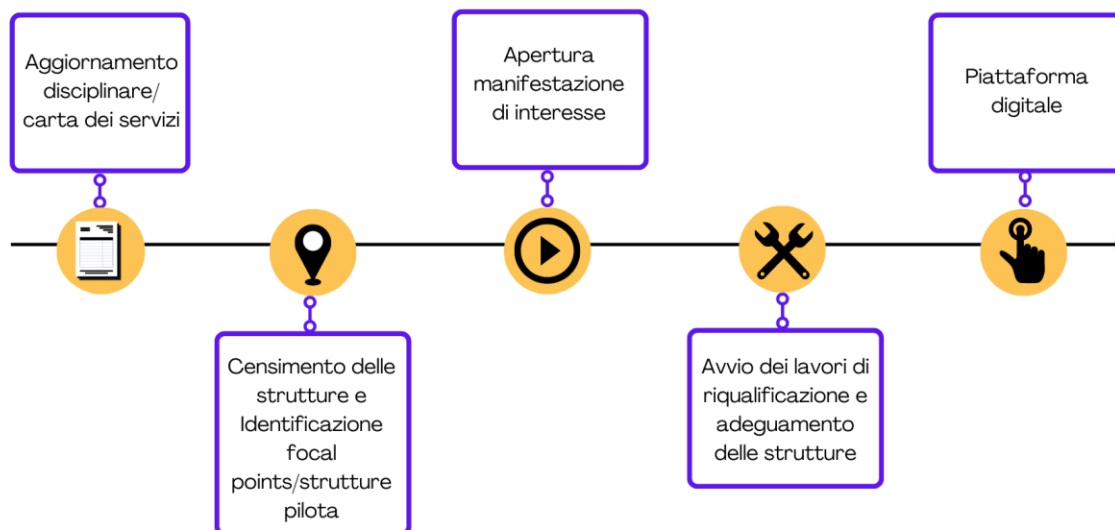 Aggiornamento
disciplinare/
carta dei servizi
Censimento delle
strutture e
Identificazione
focal
points/strutture
pilota
Apertura
manifestazione
di interesse
Avvio dei lavori di
riqualificazione e
adeguamento
delle strutture
Piattaforma
digitale